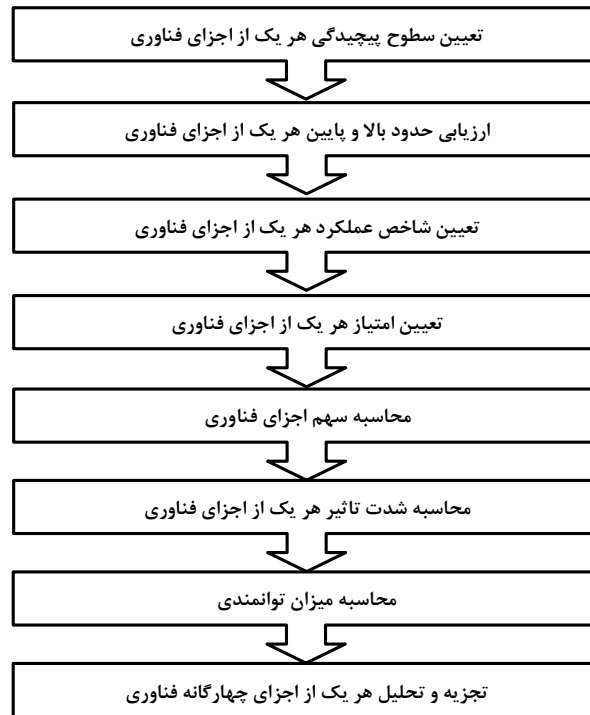 تعیین سطوح پیچیدگی هر یک از اجزای فناوری
ارزیابی حدود بالا و پایین هر یک از اجزای فناوری
تعیین شاخص عملکرد هر یک از اجزای فناوری
تعیین امتیاز هر یک از اجزای فناوری
محاسبه سهم اجزای فناوری
محاسبه شدت تاثیر هر یک از اجزای فناوری
محاسبه میزان توانمندی
تجزیه و تحلیل هر یک از اجزای چهارگانه فناوری